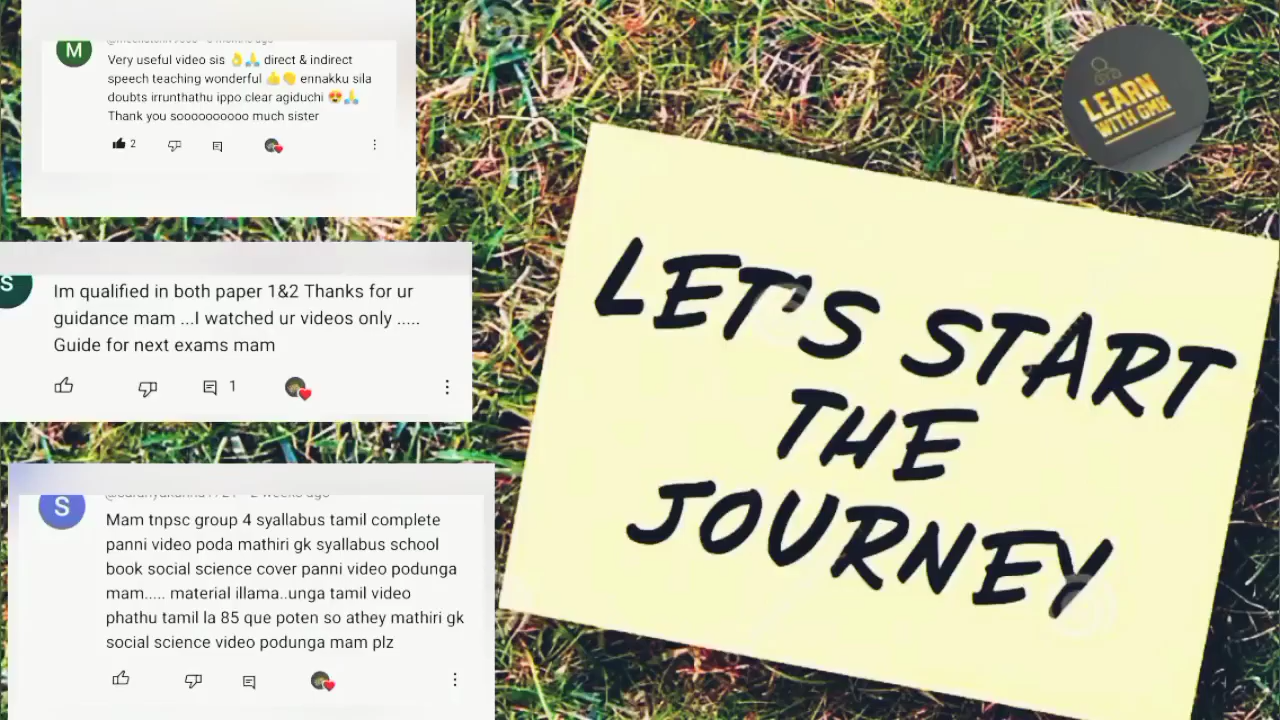 M
Very useful video sis 👌🙏 direct & indirect
speech teaching wonderful 👍👏 ennakku sila
doubts irrunthathu ippo clear agiduchi 😍🙏
Thank you soooooooooo much sister
2
S
Im qualified in both paper 1&2 Thanks for ur
guidance mam ...I watched ur videos only .....
Guide for next exams mam
1
S
Mam tnpsc group 4 syallabus tamil complete
panni video poda mathiri gk syallabus school
book social science cover panni video podunga
mam..... material illama..unga tamil video
phathu tamil la 85 que poten so athey mathiri gk
social science video podunga mam plz
LEARN
WITH GMK
LET'S START
THE
JOURNEY